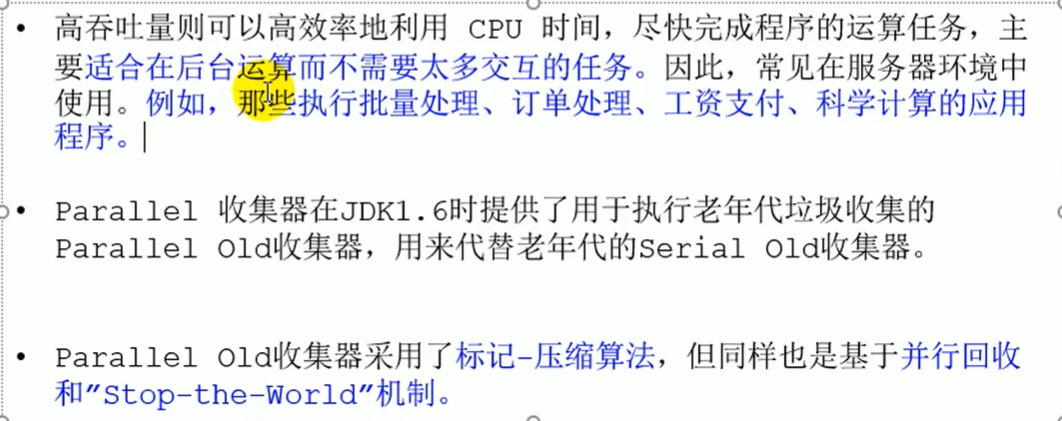 • 高吞吐量则可以高效率地利用 CPU 时间，尽快完成程序的运算任务，主
要适合在后台运算而不需要太多交互的任务。因此，常见在服务器环境中
使用。例如，那些执行批量处理、订单处理、工资支付、科学计算的应用
程序。
• Parallel 收集器在JDK1.6时提供了用于执行老年代垃圾收集的
Parallel Old收集器，用来代替老年代的Serial Old收集器。
• Parallel Old收集器采用了标记-压缩算法，但同样也是基于并行回收
和”Stop-the-World”机制。